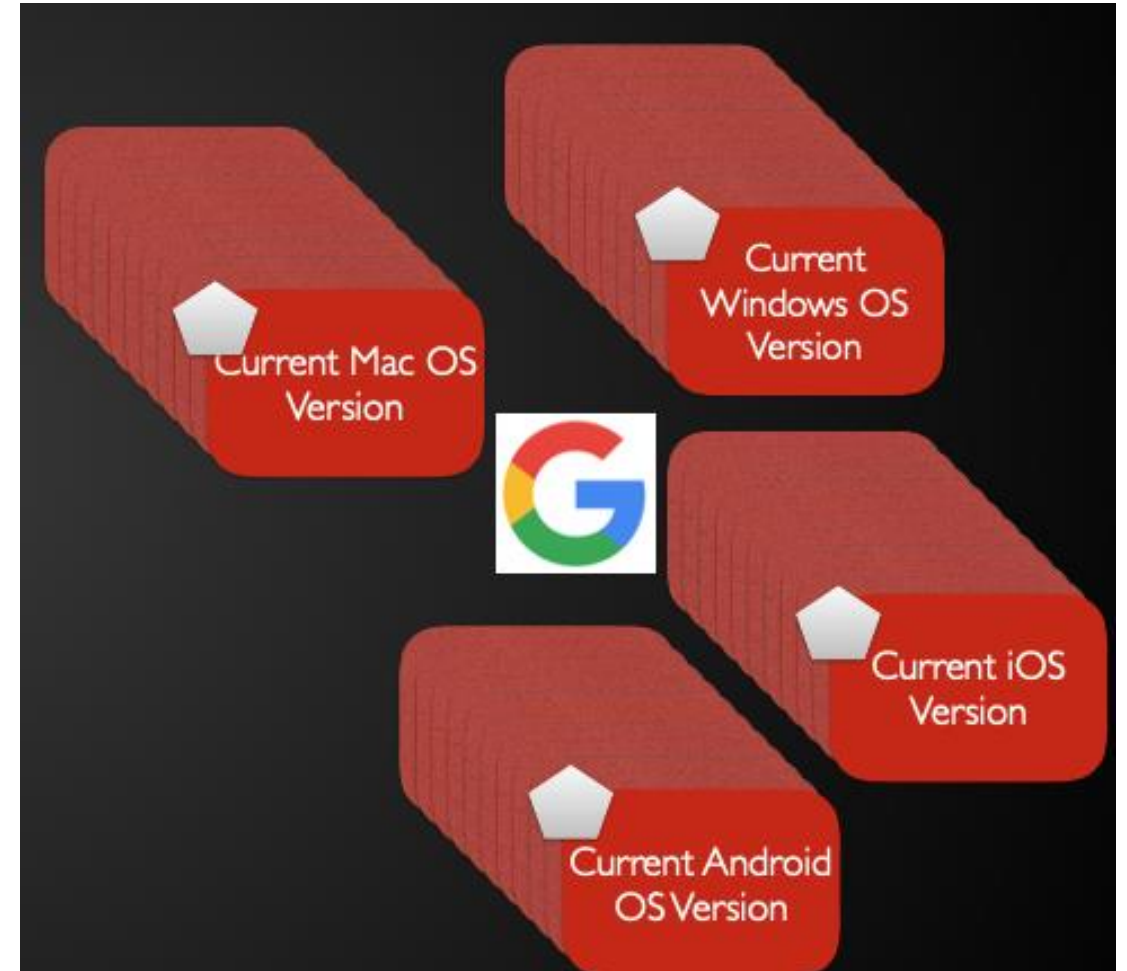 Current
Windows OS
Version
Current Mac OS
Version
Current iOS
Version
Current Android
OS Version